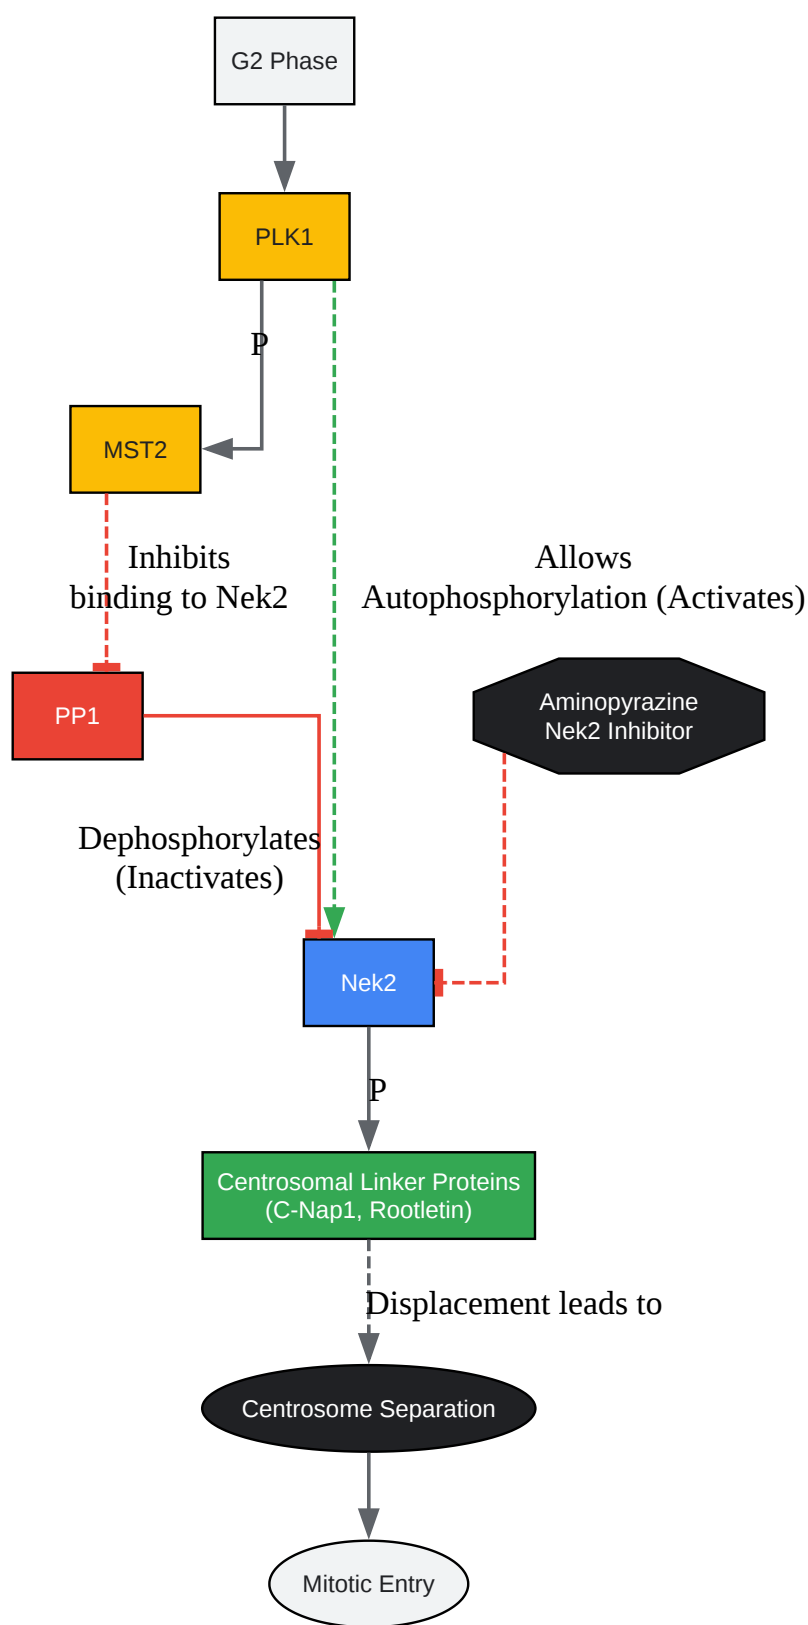 G2 Phase
PLK1
P
MST2
Inhibits
binding to Nek2
Allows
Autophosphorylation (Activates)
PP1
Aminopyrazine
Nek2 Inhibitor
Dephosphorylates
(Inactivates)
Nek2
P
Centrosomal Linker Proteins
(C-Nap1, Rootletin)
Displacement leads to
Centrosome Separation
Mitotic Entry